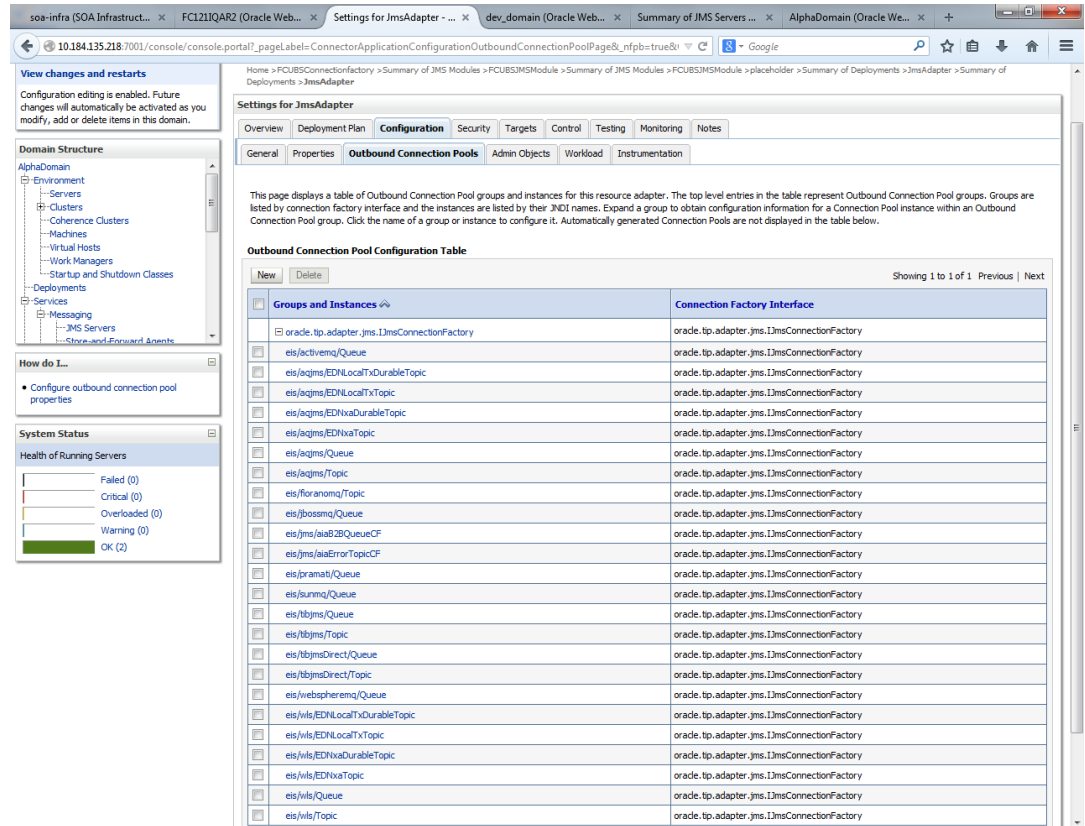 soa-infra (SOA Infrastruct...
FC121IQAR2 (Oracle Web...
Settings for JmsAdapter - ...
dev_domain (Oracle Web...
Summary of JMS Servers ...
AlphaDomain (Oracle We...
10.184.135.218:7001/console/console.portal?_pageLabel=ConnectorApplicationConfigurationOutboundConnectionPoolPage&_nfpb=true&
8 - Google
View changes and restarts
Configuration editing is enabled. Future
changes will automatically be activated as you
modify, add or delete items in this domain.
Domain Structure
AlphaDomain
Environment
Servers
Clusters
Coherence Clusters
Machines
Virtual Hosts
Work Managers
Startup and Shutdown Classes
Deployments
Services
Messaging
JMS Servers
Store-and-Forward Agents
How do I...
Configure outbound connection pool
properties
System Status
Health of Running Servers
Failed (0)
Critical (0)
Overloaded (0)
Warning (0)
OK (2)
Home >FCUBSConnectionfactory >Summary of JMS Modules >FCUBSJMSModule >Summary of JMS Modules >FCUBSJMSModule >placeholder >Summary of Deployments >JmsAdapter >Summary of
Deployments >JmsAdapter
Settings for JmsAdapter
Overview Deployment Plan Configuration Security Targets Control Testing Monitoring Notes
General Properties Outbound Connection Pools Admin Objects Workload Instrumentation
This page displays a table of Outbound Connection Pool groups and instances for this resource adapter. The top level entries in the table represent Outbound Connection Pool groups. Groups are
listed by connection factory interface and the instances are listed by their JNDI names. Expand a group to obtain configuration information for a Connection Pool instance within an Outbound
Connection Pool group. Click the name of a group or instance to configure it. Automatically generated Connection Pools are not displayed in the table below.
Outbound Connection Pool Configuration Table
New Delete Showing 1 to 1 of 1 Previous | Next
Groups and Instances Connection Factory Interface
oracle.tip.adapter.jms.IJmsConnectionFactory oracle.tip.adapter.jms.IJmsConnectionFactory
eis/activemq/Queue oracle.tip.adapter.jms.IJmsConnectionFactory
eis/aqjms/EDNLocalTxDurableTopic oracle.tip.adapter.jms.IJmsConnectionFactory
eis/aqjms/EDNLocalTxTopic oracle.tip.adapter.jms.IJmsConnectionFactory
eis/aqjms/EDNxaDurableTopic oracle.tip.adapter.jms.IJmsConnectionFactory
eis/aqjms/EDNxaTopic oracle.tip.adapter.jms.IJmsConnectionFactory
eis/aqjms/Queue oracle.tip.adapter.jms.IJmsConnectionFactory
eis/aqjms/Topic oracle.tip.adapter.jms.IJmsConnectionFactory
eis/fioranomq/Topic oracle.tip.adapter.jms.IJmsConnectionFactory
eis/jbossmq/Queue oracle.tip.adapter.jms.IJmsConnectionFactory
eis/jms/aiaB2BQueueCF oracle.tip.adapter.jms.IJmsConnectionFactory
eis/jms/aiaErrorTopicCF oracle.tip.adapter.jms.IJmsConnectionFactory
eis/pramati/Queue oracle.tip.adapter.jms.IJmsConnectionFactory
eis/sunmq/Queue oracle.tip.adapter.jms.IJmsConnectionFactory
eis/tibjms/Queue oracle.tip.adapter.jms.IJmsConnectionFactory
eis/tibjms/Topic oracle.tip.adapter.jms.IJmsConnectionFactory
eis/tibjmsDirect/Queue oracle.tip.adapter.jms.IJmsConnectionFactory
eis/tibjmsDirect/Topic oracle.tip.adapter.jms.IJmsConnectionFactory
eis/webspheremq/Queue oracle.tip.adapter.jms.IJmsConnectionFactory
eis/wls/EDNLocalTxDurableTopic oracle.tip.adapter.jms.IJmsConnectionFactory
eis/wls/EDNLocalTxTopic oracle.tip.adapter.jms.IJmsConnectionFactory
eis/wls/EDNxaDurableTopic oracle.tip.adapter.jms.IJmsConnectionFactory
eis/wls/EDNxaTopic oracle.tip.adapter.jms.IJmsConnectionFactory
eis/wls/Queue oracle.tip.adapter.jms.IJmsConnectionFactory
eis/wls/Topic oracle.tip.adapter.jms.IJmsConnectionFactory